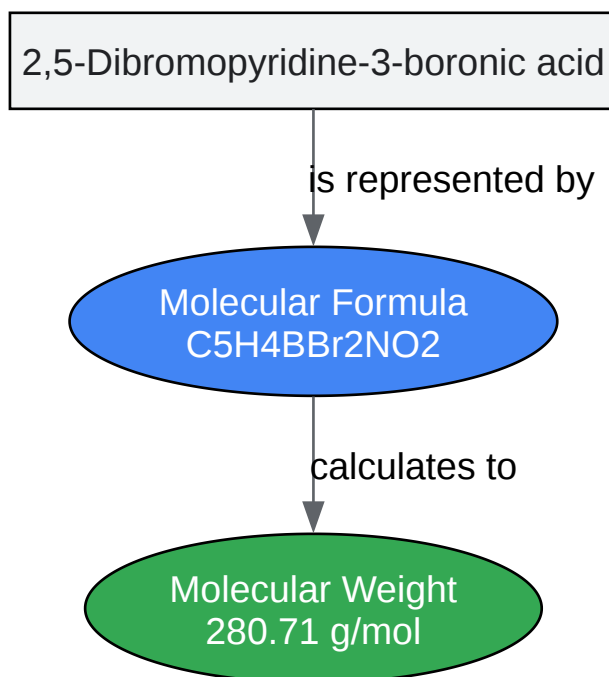 2,5-Dibromopyridine-3-boronic acid
is represented by
Molecular Formula
C5H4BBr2NO2
calculates to
Molecular Weight
280.71 g/mol